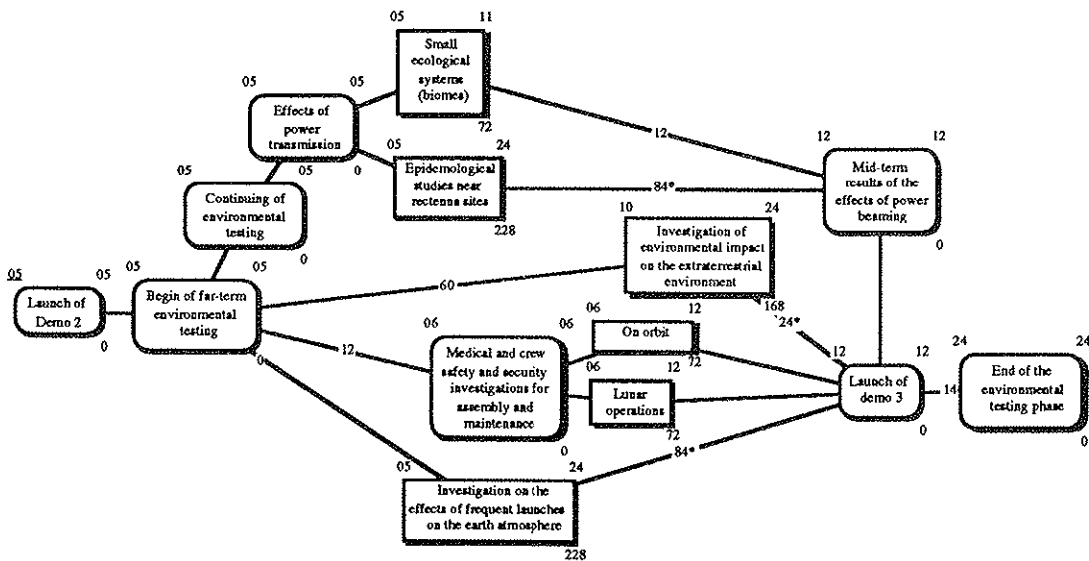 05
11
Small
ecological
systems
(biomes)
72
05
05
Effects of
power
transmission
0
05
24
Epidemological
studies near
rectenna sites
228
12
84*
12
12
Mid-term
results of the
effects of power
beaming
0
05
05
Continuing of
environmental
testing
0
10
24
Investigation of
environmental impact
on the extraterrestrial
environment
168
24*
05
05
Launch of
Demo 2
0
05
05
Begin of far-term
environmental
testing
0
60
12
06
06
Medical and crew
safety and security
investigations for
assembly and
maintenance
0
06
12
On orbit
72
06
12
Lunar
operations
72
12
12
Launch of
demo 3
0
14
24
24
End of the
environmental
testing phase
0
84*
05
24
Investigation on the
effects of frequent launches
on the earth atmosphere
228